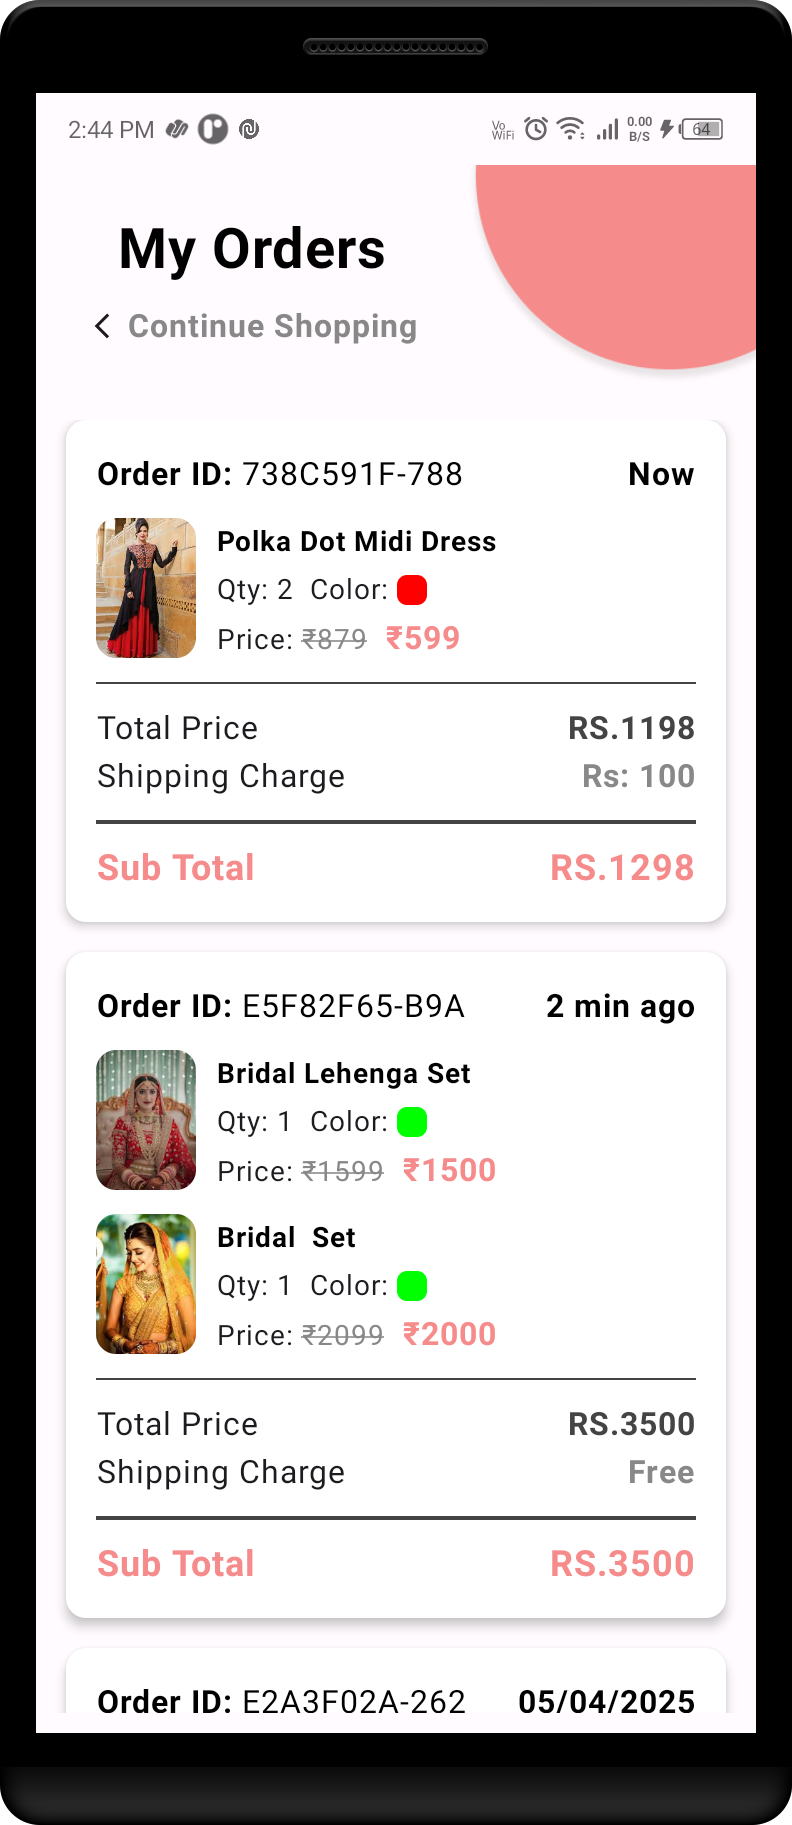 2:44 PM Vo WiFi 0.00 B/S 64
My Orders
Continue Shopping
Order ID: 738C591F-788 Now
Polka Dot Midi Dress
Qty: 2 Color:
Price: ₹879 ₹599
Total Price RS.1198
Shipping Charge Rs: 100
Sub Total RS.1298
Order ID: E5F82F65-B9A 2 min ago
Bridal Lehenga Set
Qty: 1 Color:
Price: ₹1599 ₹1500
Bridal  Set
Qty: 1 Color:
Price: ₹2099 ₹2000
Total Price RS.3500
Shipping Charge Free
Sub Total RS.3500
Order ID: E2A3F02A-262 05/04/2025